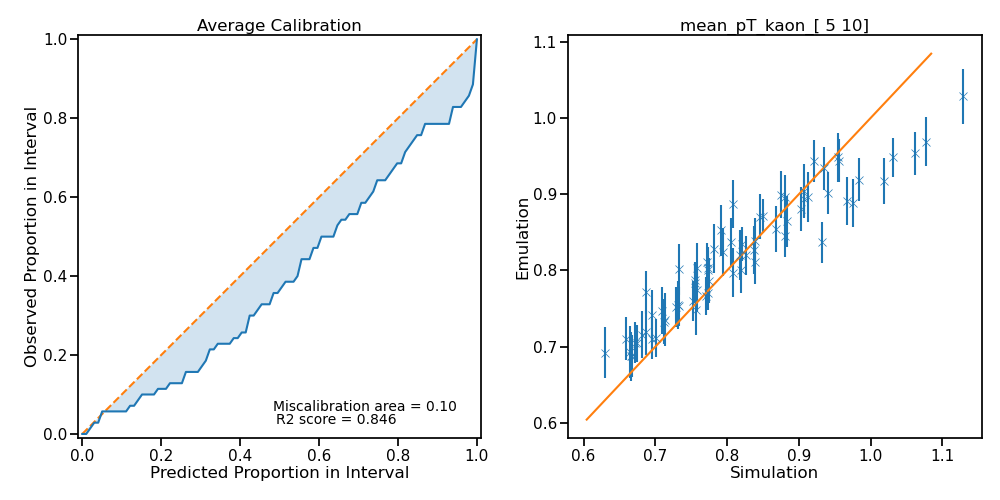 Average Calibration
1.0
0.8
0.6
0.4
0.2
0.0
Observed Proportion in Interval
Miscalibration area = 0.10
R2 score = 0.846
0.0 0.2 0.4 0.6 0.8 1.0
Predicted Proportion in Interval
mean_pT_kaon_[ 5 10]
1.1
1.0
0.9
0.8
0.7
0.6
Emulation
0.6 0.7 0.8 0.9 1.0 1.1
Simulation